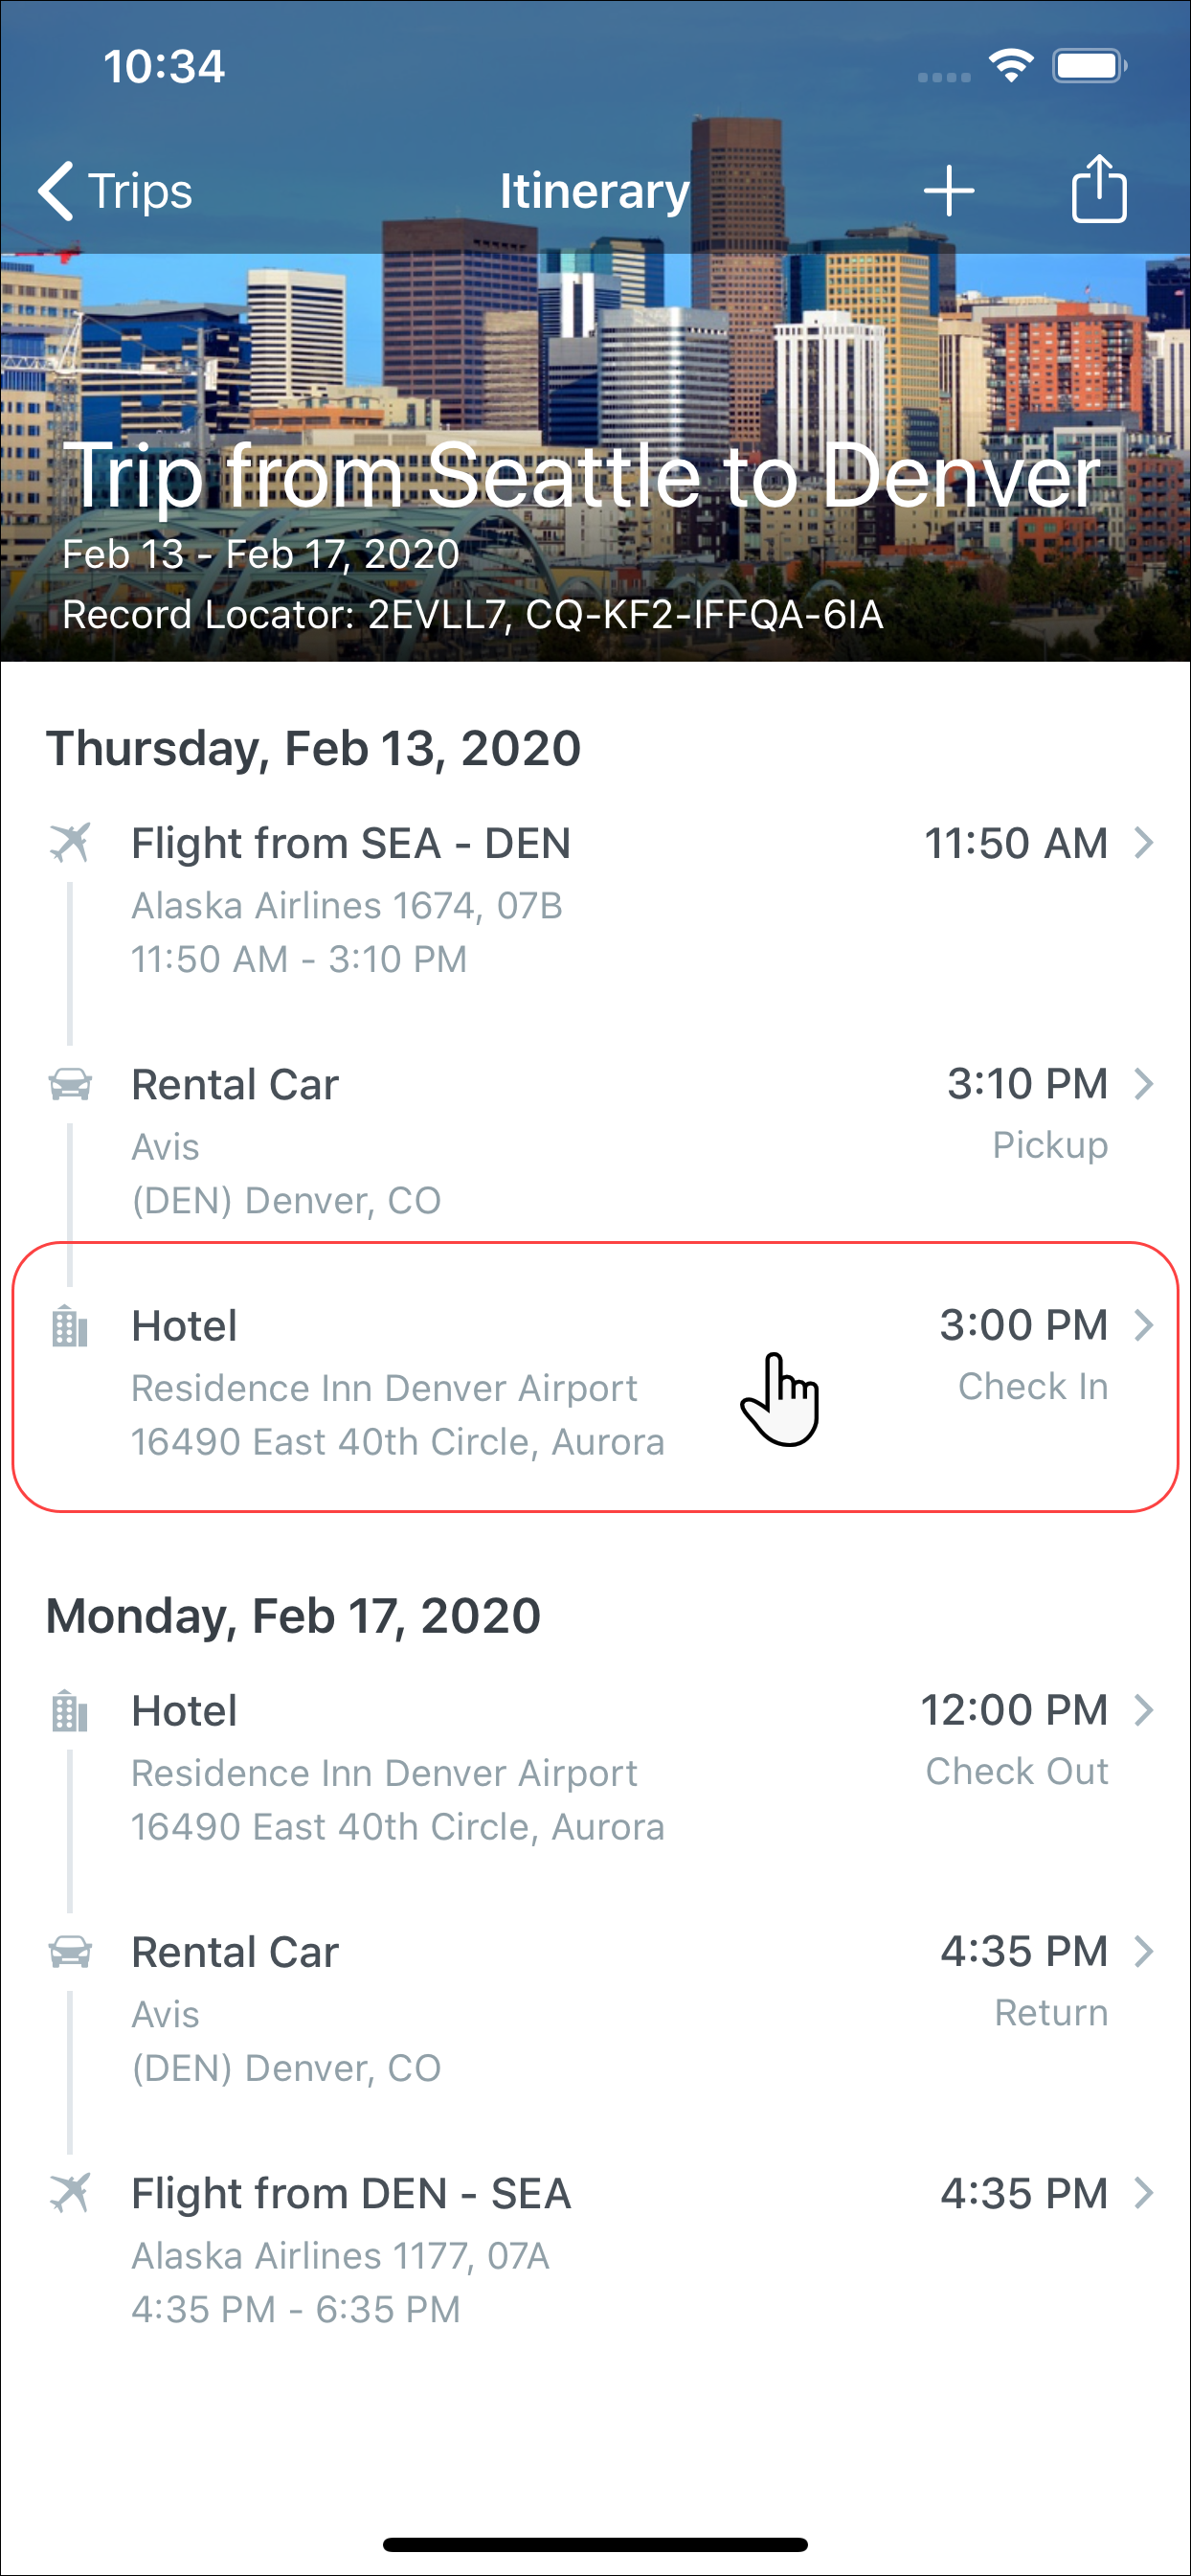 10:34
Trips
Itinerary
Trip from Seattle to Denver
Feb 13 - Feb 17, 2020
Record Locator: 2EVLL7, CQ-KF2-IFFQA-6IA
Thursday, Feb 13, 2020
Flight from SEA - DEN 11:50 AM
Alaska Airlines 1674, 07B
11:50 AM - 3:10 PM
Rental Car 3:10 PM
Avis Pickup
(DEN) Denver, CO
Hotel 3:00 PM
Residence Inn Denver Airport Check In
16490 East 40th Circle, Aurora
Monday, Feb 17, 2020
Hotel 12:00 PM
Residence Inn Denver Airport Check Out
16490 East 40th Circle, Aurora
Rental Car 4:35 PM
Avis Return
(DEN) Denver, CO
Flight from DEN - SEA 4:35 PM
Alaska Airlines 1177, 07A
4:35 PM - 6:35 PM